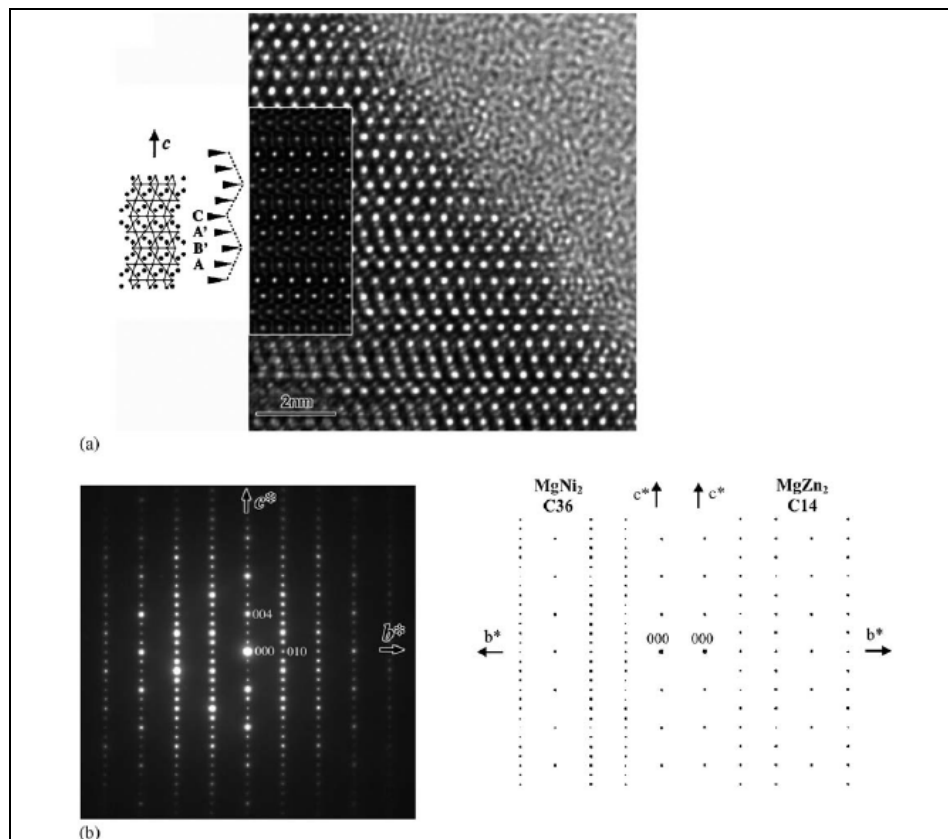 c
C
A'
B'
A
2nm
(a)
c*
004
000
010
b*
MgNi₂
C36
c*
c*
MgZn₂
C14
000
000
b*
b*
(b)